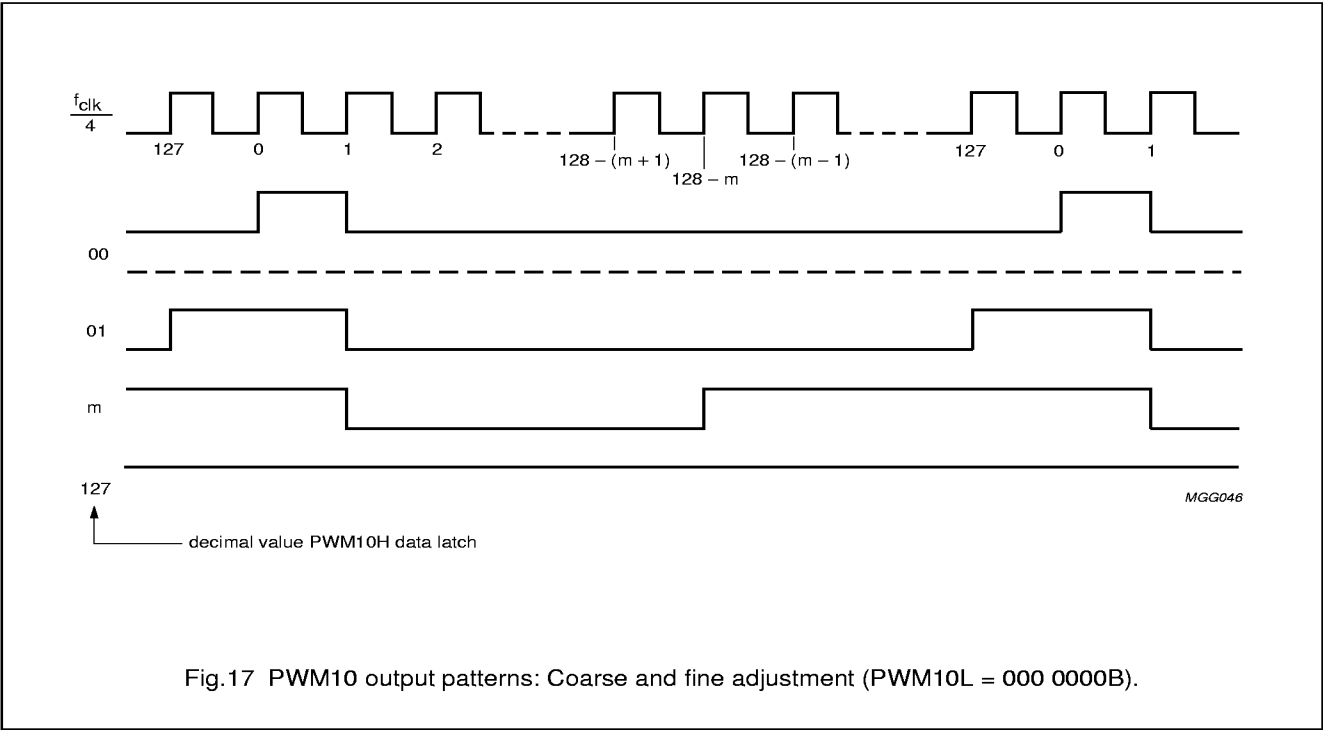 fclk
4
127 0 1 2 127 0 1
128 – (m + 1) 128 – (m – 1)
128 – m
00
01
m
127
MGG046
decimal value PWM10H data latch
Fig.17 PWM10 output patterns: Coarse and fine adjustment (PWM10L = 000 0000B).